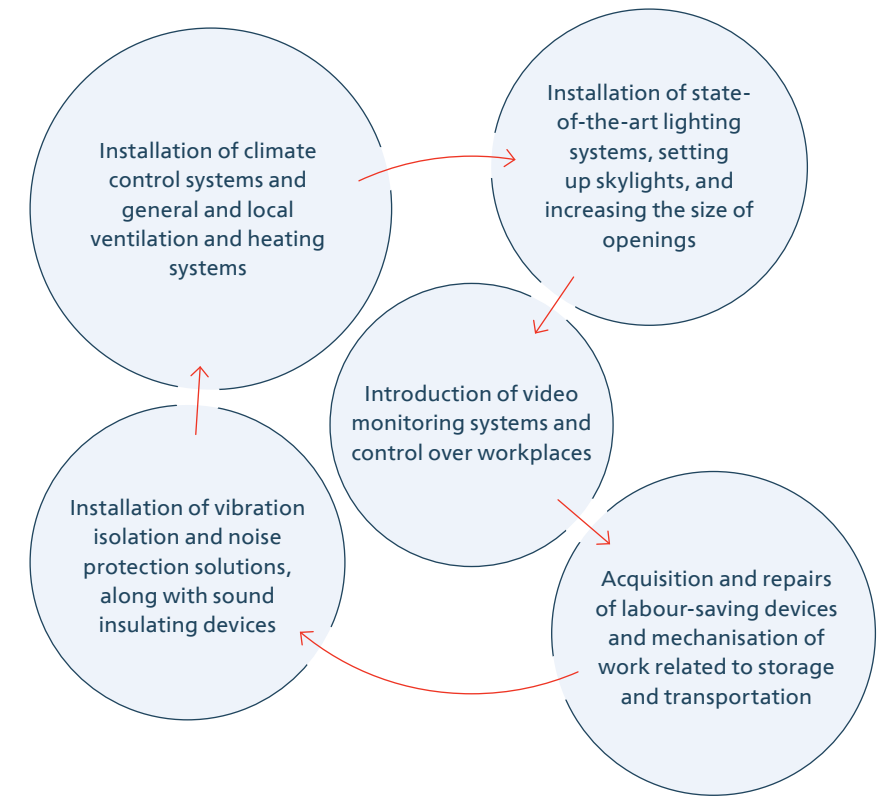 Installation of climate
control systems and
general and local
ventilation and heating
systems
Installation of state-
of-the-art lighting
systems, setting
up skylights, and
increasing the size of
openings
Introduction of video
monitoring systems and
control over workplaces
Acquisition and repairs
of labour-saving devices
and mechanisation of
work related to storage
and transportation
Installation of vibration
isolation and noise
protection solutions,
along with sound
insulating devices